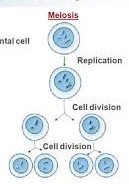 Meiosis
ntal cell
Replication
Cell division
Cell division